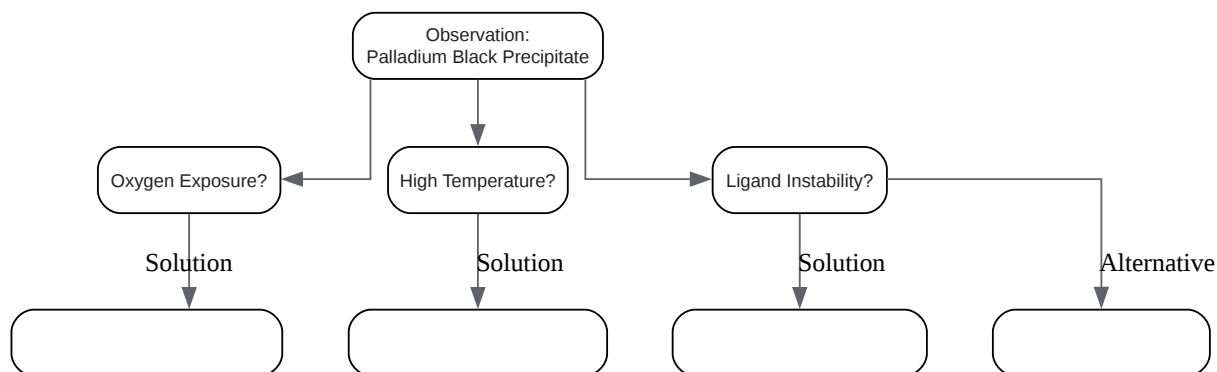 Observation:
Palladium Black Precipitate
Oxygen Exposure?
High Temperature?
Ligand Instability?
Solution
Solution
Solution
Alternative